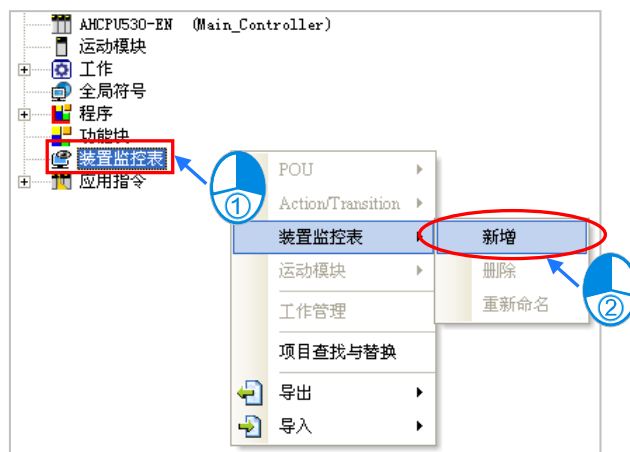 AHCPU530-EN (Main_Controller)
运动模块
工作
全局符号
程序
功能块
装置监控表
应用指令
①
POU
Action/Transition
装置监控表
运动模块
工作管理
项目查找与替换
导出
导入
新增
删除
重新命名
②